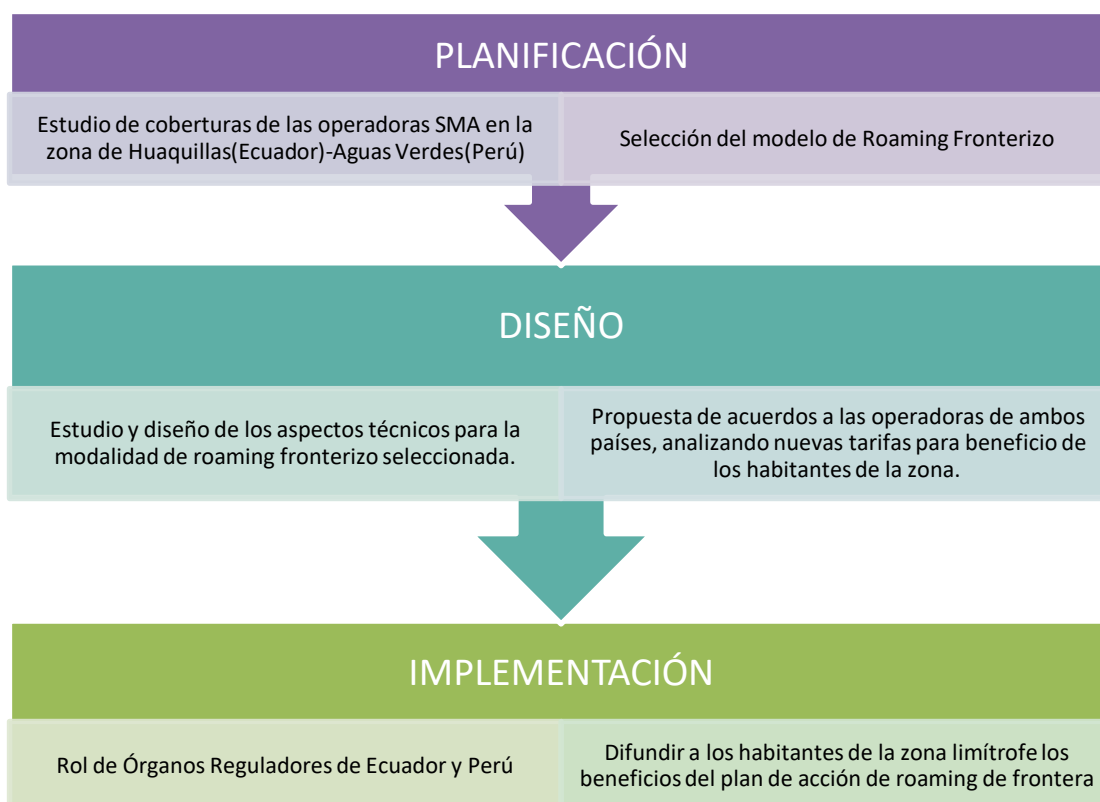 PLANIFICACIÓN
Estudio de coberturas de las operadoras SMA en la
zona de Huaquillas(Ecuador)-Aguas Verdes(Perú)
Selección del modelo de Roaming Fronterizo
DISEÑO
Estudio y diseño de los aspectos técnicos para la
modalidad de roaming fronterizo seleccionada.
Propuesta de acuerdos a las operadoras de ambos
países, analizando nuevas tarifas para beneficio de
los habitantes de la zona.
IMPLEMENTACIÓN
Rol de Órganos Reguladores de Ecuador y Perú
Difundir a los habitantes de la zona limítrofe los
beneficios del plan de acción de roaming de frontera